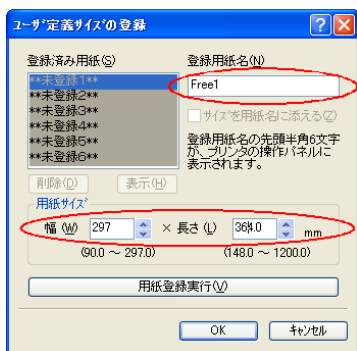 ユーザ定義サイズの登録
登録済み用紙(S)
**未登録1**
**未登録2**
**未登録3**
**未登録4**
**未登録5**
**未登録6**
削除(D)
表示(H)
登録用紙名(N)
Free1
サイズを用紙名に添える(Z)
登録用紙名の先頭半角6文字
が、プリンタの操作パネルに
表示されます。
用紙サイズ
幅(W) 297 × 長さ(L) 364.0 mm
(90.0 ～ 297.0) (148.0 ～ 1200.0)
用紙登録実行(V)
OK キャンセル